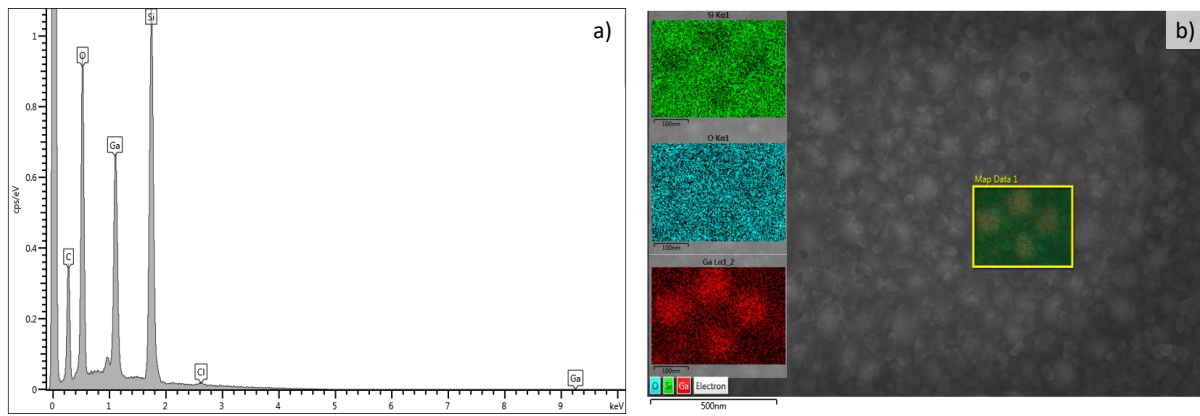 a)
Si
O
Ga
C
Cl
Ga
cps/eV
1
0.8
0.6
0.4
0.2
0
0 1 2 3 4 5 6 7 8 9 keV
b)
Si Kα1
100nm
O Kα1
100nm
Ga Lα1_2
100nm
Map Data 1
O Si Ga Electron
500nm